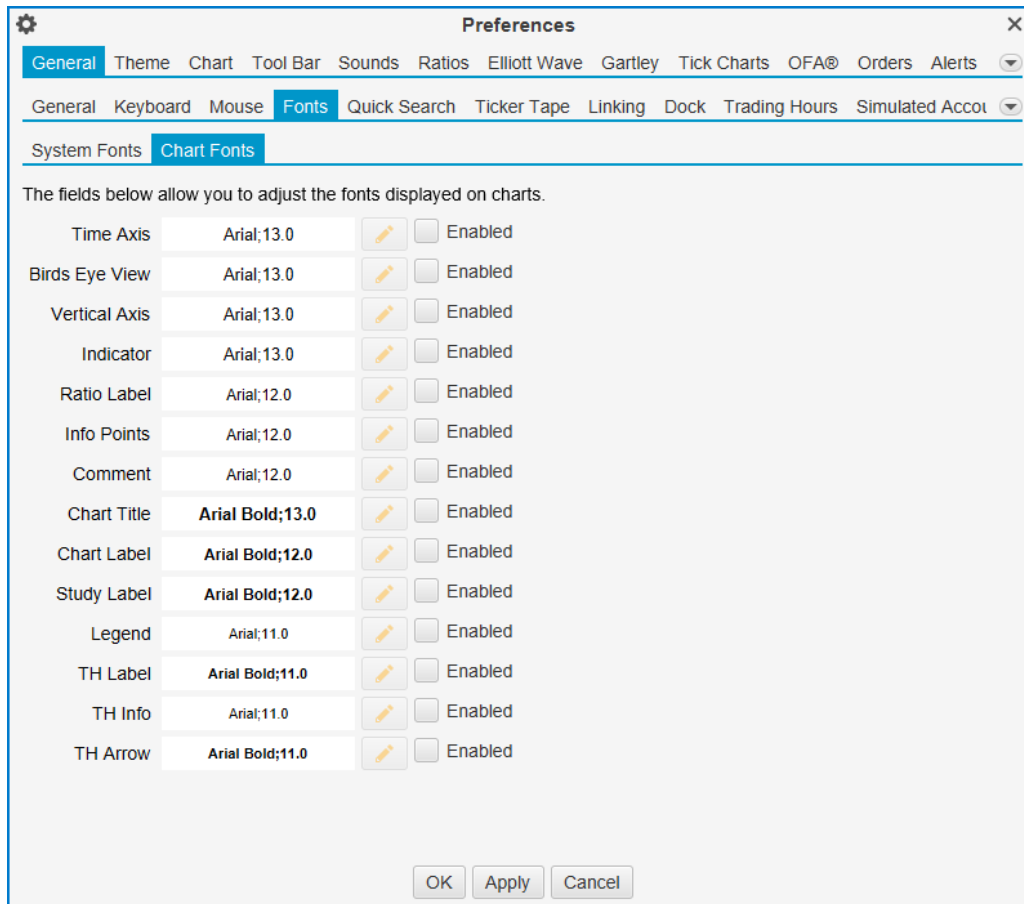 Preferences
General Theme Chart Tool Bar Sounds Ratios Elliott Wave Gartley Tick Charts OFA® Orders Alerts
General Keyboard Mouse Fonts Quick Search Ticker Tape Linking Dock Trading Hours Simulated Accou
System Fonts Chart Fonts
The fields below allow you to adjust the fonts displayed on charts.
Time Axis Arial;13.0 Enabled
Birds Eye View Arial;13.0 Enabled
Vertical Axis Arial;13.0 Enabled
Indicator Arial;13.0 Enabled
Ratio Label Arial;12.0 Enabled
Info Points Arial;12.0 Enabled
Comment Arial;12.0 Enabled
Chart Title Arial Bold;13.0 Enabled
Chart Label Arial Bold;12.0 Enabled
Study Label Arial Bold;12.0 Enabled
Legend Arial;11.0 Enabled
TH Label Arial Bold;11.0 Enabled
TH Info Arial;11.0 Enabled
TH Arrow Arial Bold;11.0 Enabled
OK Apply Cancel